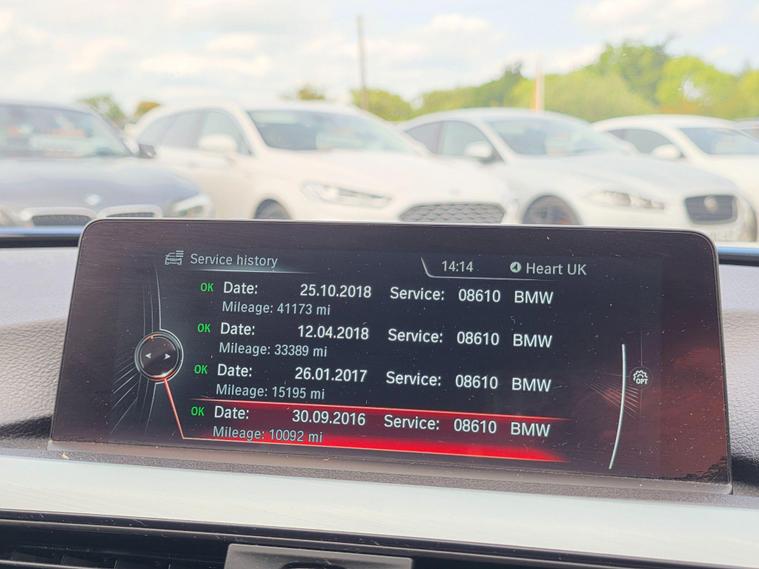 Service history 14:14 Heart UK
OK Date: 25.10.2018 Service: 08610 BMW
Mileage: 41173 mi
OK Date: 12.04.2018 Service: 08610 BMW
Mileage: 33389 mi
OK Date: 26.01.2017 Service: 08610 BMW
Mileage: 15195 mi
OK Date: 30.09.2016 Service: 08610 BMW
Mileage: 10092 mi
OPT